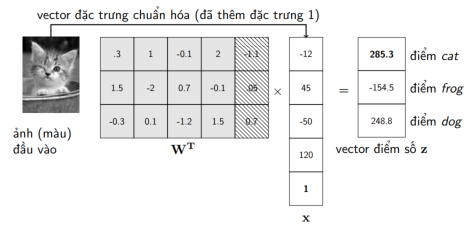 vector đặc trưng chuẩn hóa (đã thêm đặc trưng 1)
.3 1 -0.1 2 -1.1
1.5 -2 0.7 -0.1 .05
-0.3 0.1 -1.2 1.5 0.7
W^T
×
-12
45
-50
120
1
x
=
285.3 điểm cat
-154.5 điểm frog
248.8 điểm dog
vector điểm số z
ảnh (màu)
đầu vào